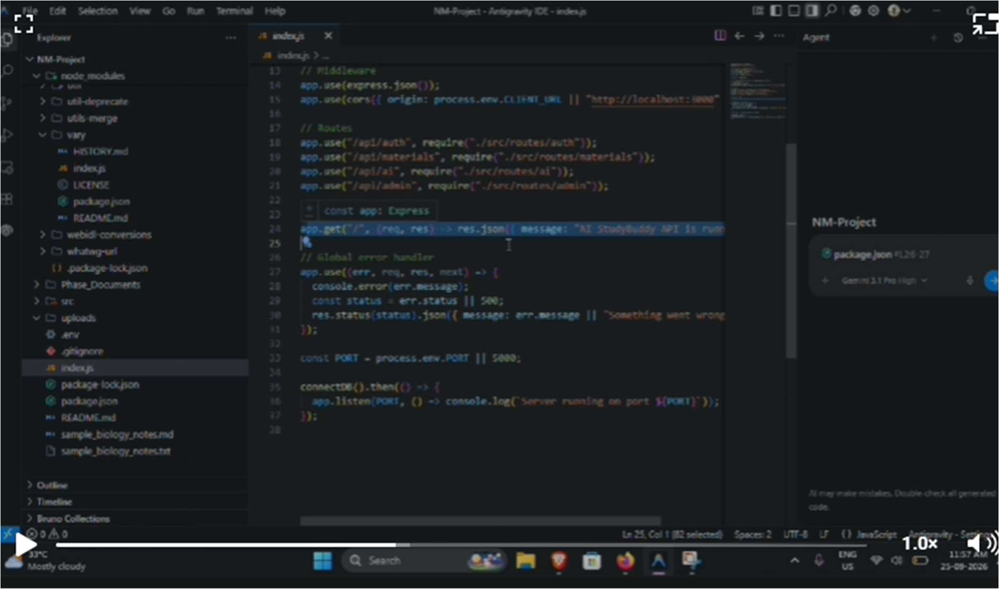 File Edit Selection View Go Run Terminal Help
NM-Project - Antigravity IDE - index.js
Explorer
NM-Project
node_modules
util-deprecate
utils-merge
vary
HISTORY.md
index.js
LICENSE
package.json
README.md
webidl-conversions
whatwg-url
.package-lock.json
Phase_Documents
src
uploads
.env
.gitignore
index.js
package-lock.json
package.json
README.md
sample_biology_notes.md
sample_biology_notes.txt
Outline
Timeline
Bruno Collections
index.js
index.js > ...
13 // Middleware
14 app.use(express.json());
15 app.use(cors({ origin: process.env.CLIENT_URL || "http://localhost:3000"
16
17 // Routes
18 app.use("/api/auth", require("./src/routes/auth"));
19 app.use("/api/materials", require("./src/routes/materials"));
20 app.use("/api/ai", require("./src/routes/ai"));
21 app.use("/api/admin", require("./src/routes/admin"));
22
const app: Express
23
24 app.get("/", (req, res) => res.json({ message: "AI StudyBuddy API is runn
25
26 // Global error handler
27 app.use((err, req, res, next) => {
28 console.error(err.message);
29 const status = err.status || 500;
30 res.status(status).json({ message: err.message || "Something went wrong
31 });
32
33 const PORT = process.env.PORT || 5000;
34
35 connectDB().then(() => {
36 app.listen(PORT, () => console.log(`Server running on port ${PORT}`));
37 });
38
Agent
NM-Project
package.json #L26-27
Gemini 3.1 Pro High
AI may make mistakes. Double-check all generated
code.
0 0
Ln 25, Col 1 (82 selected) Spaces: 2 UTF-8 LF {} JavaScript Antigravity - Settings
1.0×
33°C
Mostly cloudy
Search
ENG
US
11:57 AM
25-09-2026